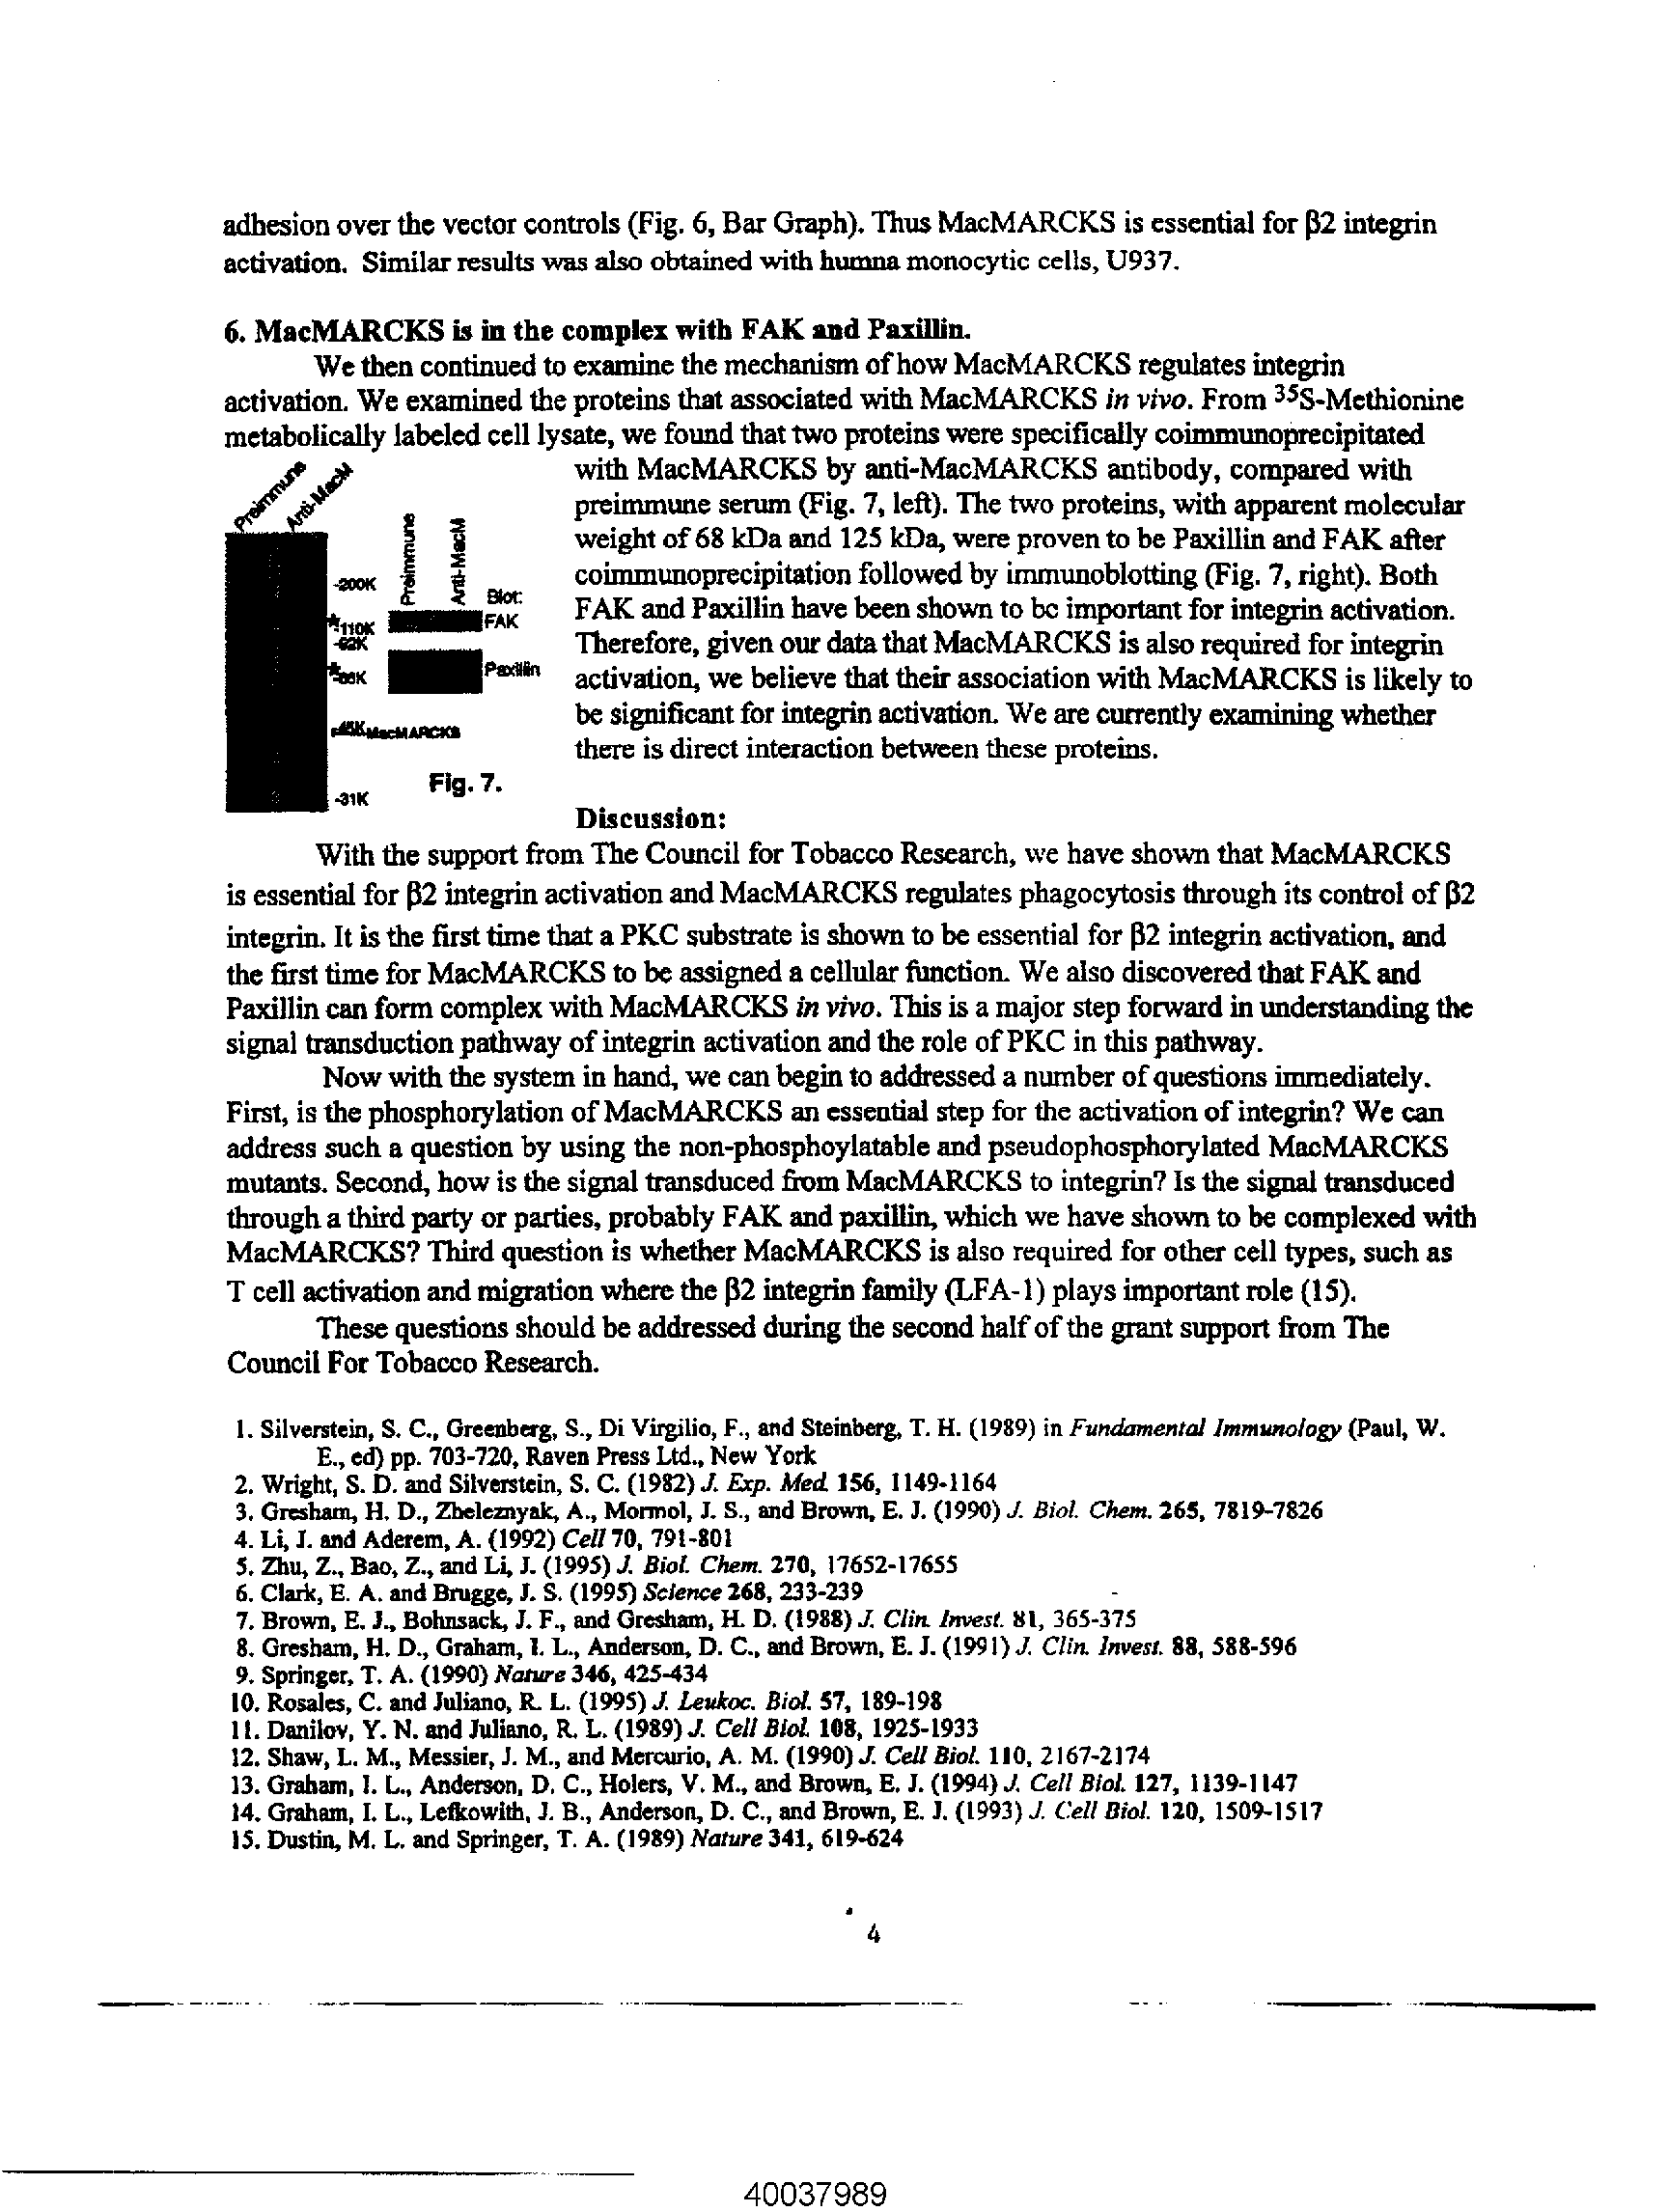 adhesion over the vector controls (Fig. 6, Bar Graph). Thus MacMARCKS is essential for β2 integrin
activation. Similar results was also obtained with humna monocytic cells, U937.
6. MacMARCKS is in the complex with FAK and Paxillin.
We then continued to examine the mechanism of how MacMARCKS regulates integrin
activation. We examined the proteins that associated with MacMARCKS in vivo. From 35S-Methionine
metabolically labeled cell lysate, we found that two proteins were specifically coimmunoprecipitated
with MacMARCKS by anti-MacMARCKS antibody, compared with
preimmune serum (Fig. 7, left). The two proteins, with apparent molecular
weight of 68 kDa and 125 kDa, were proven to be Paxillin and FAK after
coimmunoprecipitation followed by immunoblotting (Fig. 7, right). Both
FAK and Paxillin have been shown to be important for integrin activation.
Therefore, given our data that MacMARCKS is also required for integrin
activation, we believe that their association with MacMARCKS is likely to
be significant for integrin activation. We are currently examining whether
there is direct interaction between these proteins.
Preimmune
Anti-MacM
Preimmune
Anti-MacM
-200K
Blot:
110K
FAK
-92K
Paxillin
MacMARCKS
-31K
Fig. 7.
Discussion:
With the support from The Council for Tobacco Research, we have shown that MacMARCKS
is essential for β2 integrin activation and MacMARCKS regulates phagocytosis through its control of β2
integrin. It is the first time that a PKC substrate is shown to be essential for β2 integrin activation, and
the first time for MacMARCKS to be assigned a cellular function. We also discovered that FAK and
Paxillin can form complex with MacMARCKS in vivo. This is a major step forward in understanding the
signal transduction pathway of integrin activation and the role of PKC in this pathway.
Now with the system in hand, we can begin to addressed a number of questions immediately.
First, is the phosphorylation of MacMARCKS an essential step for the activation of integrin? We can
address such a question by using the non-phosphoylatable and pseudophosphorylated MacMARCKS
mutants. Second, how is the signal transduced from MacMARCKS to integrin? Is the signal transduced
through a third party or parties, probably FAK and paxillin, which we have shown to be complexed with
MacMARCKS? Third question is whether MacMARCKS is also required for other cell types, such as
T cell activation and migration where the β2 integrin family (LFA-1) plays important role (15).
These questions should be addressed during the second half of the grant support from The
Council For Tobacco Research.
1. Silverstein, S. C., Greenberg, S., Di Virgilio, F., and Steinberg, T. H. (1989) in Fundamental Immunology (Paul, W.
E., ed) pp. 703-720, Raven Press Ltd., New York
2. Wright, S. D. and Silverstein, S. C. (1982) J. Exp. Med. 156, 1149-1164
3. Gresham, H. D., Zheleznyak, A., Mormol, J. S., and Brown, E. J. (1990) J. Biol. Chem. 265, 7819-7826
4. Li, J. and Aderem, A. (1992) Cell 70, 791-801
5. Zhu, Z., Bao, Z., and Li, J. (1995) J. Biol. Chem. 270, 17652-17655
6. Clark, E. A. and Brugge, J. S. (1995) Science 268, 233-239
7. Brown, E. J., Bohnsack, J. F., and Gresham, H. D. (1988) J. Clin. Invest. 81, 365-375
8. Gresham, H. D., Graham, I. L., Anderson, D. C., and Brown, E. J. (1991) J. Clin. Invest. 88, 588-596
9. Springer, T. A. (1990) Nature 346, 425-434
10. Rosales, C. and Juliano, R. L. (1995) J. Leukoc. Biol. 57, 189-198
11. Danilov, Y. N. and Juliano, R. L. (1989) J. Cell Biol. 108, 1925-1933
12. Shaw, L. M., Messier, J. M., and Mercurio, A. M. (1990) J. Cell Biol. 110, 2167-2174
13. Graham, I. L., Anderson, D. C., Holers, V. M., and Brown, E. J. (1994) J. Cell Biol. 127, 1139-1147
14. Graham, I. L., Lefkowith, J. B., Anderson, D. C., and Brown, E. J. (1993) J. Cell Biol. 120, 1509-1517
15. Dustin, M. L. and Springer, T. A. (1989) Nature 341, 619-624
4
40037989